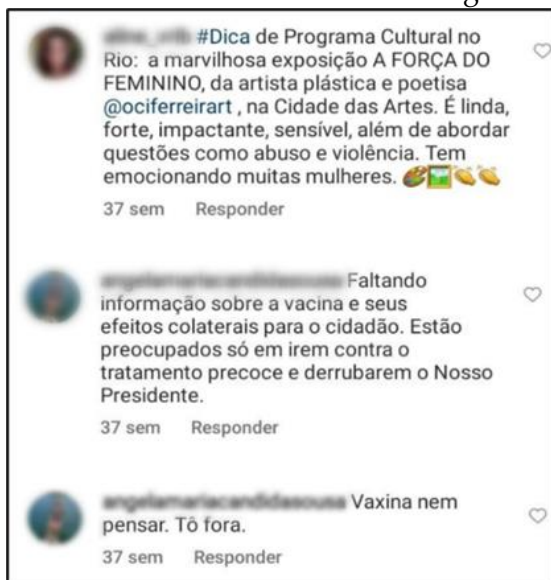 #Dica de Programa Cultural no
Rio: a marvilhosa exposição A FORÇA DO
FEMININO, da artista plástica e poetisa
@ociferreirart , na Cidade das Artes. É linda,
forte, impactante, sensível, além de abordar
questões como abuso e violência. Tem
emocionando muitas mulheres. 🎨🖼️👏👏
37 sem Responder
Faltando
informação sobre a vacina e seus
efeitos colaterais para o cidadão. Estão
preocupados só em irem contra o
tratamento precoce e derrubarem o Nosso
Presidente.
37 sem Responder
Vaxina nem
pensar. Tô fora.
37 sem Responder